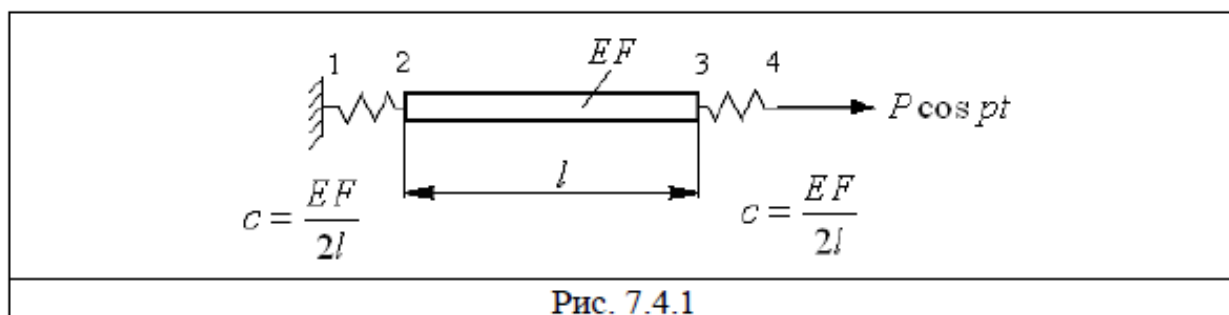 EF
1 2 3 4
P cos pt
l
c = EF/2l
c = EF/2l
Рис. 7.4.1